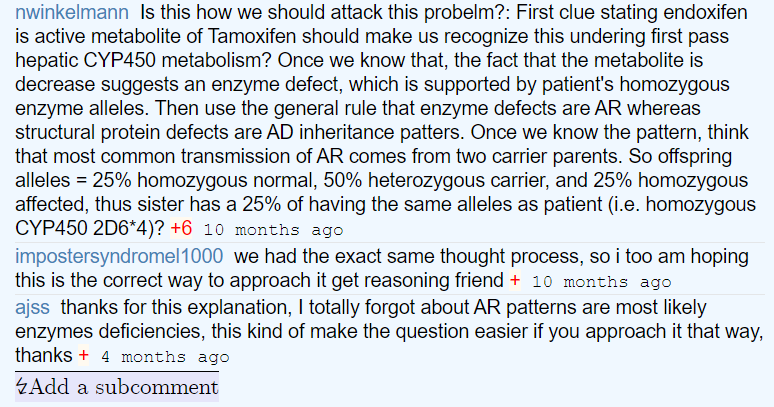 nwinkelmann Is this how we should attack this probelm?: First clue stating endoxifen
is active metabolite of Tamoxifen should make us recognize this undering first pass
hepatic CYP450 metabolism? Once we know that, the fact that the metabolite is
decrease suggests an enzyme defect, which is supported by patient's homozygous
enzyme alleles. Then use the general rule that enzyme defects are AR whereas
structural protein defects are AD inheritance patters. Once we know the pattern, think
that most common transmission of AR comes from two carrier parents. So offspring
alleles = 25% homozygous normal, 50% heterozygous carrier, and 25% homozygous
affected, thus sister has a 25% of having the same alleles as patient (i.e. homozygous
CYP450 2D6*4)? +6 10 months ago
impostersyndromel1000 we had the exact same thought process, so i too am hoping
this is the correct way to approach it get reasoning friend + 10 months ago
ajss thanks for this explanation, I totally forgot about AR patterns are most likely
enzymes deficiencies, this kind of make the question easier if you approach it that way,
thanks + 4 months ago
↯Add a subcomment